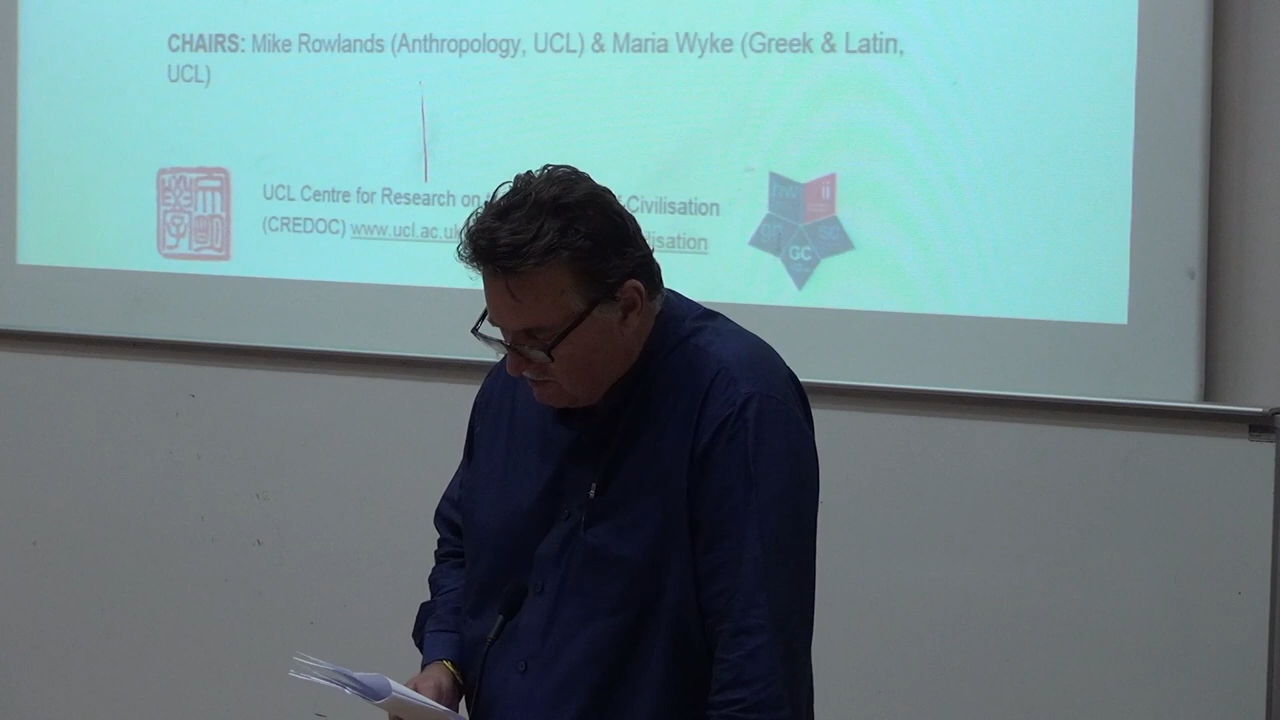 CHAIRS: Mike Rowlands (Anthropology, UCL) & Maria Wyke (Greek & Latin,
UCL)
UCL Centre for Research on Civilisation
(CREDOC) www.ucl.ac.uk
GC